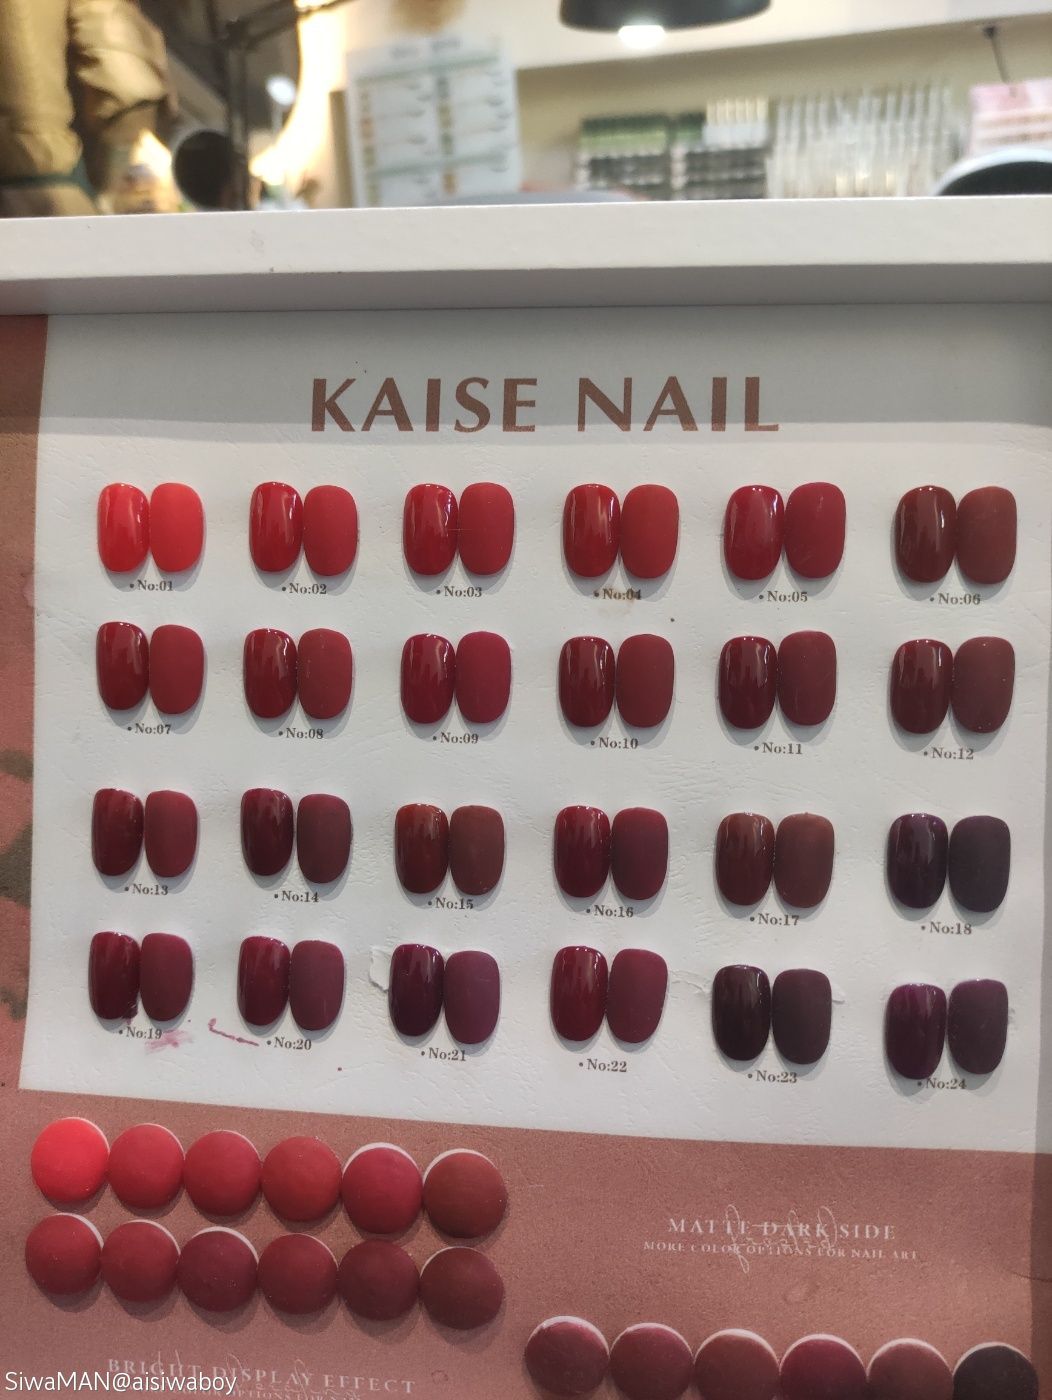 KAISE NAIL
• No:01 • No:02 • No:03 • No:04 • No:05 • No:06
• No:07 • No:08 • No:09 • No:10 • No:11 • No:12
• No:13 • No:14 • No:15 • No:16 • No:17 • No:18
• No:19 • No:20 • No:21 • No:22 • No:23 • No:24
MATTE DARK SIDE
MORE COLOR OPTIONS FOR NAIL ART
BRIGHT DISPLAY EFFECT
SiwaMAN@aisiwaboy